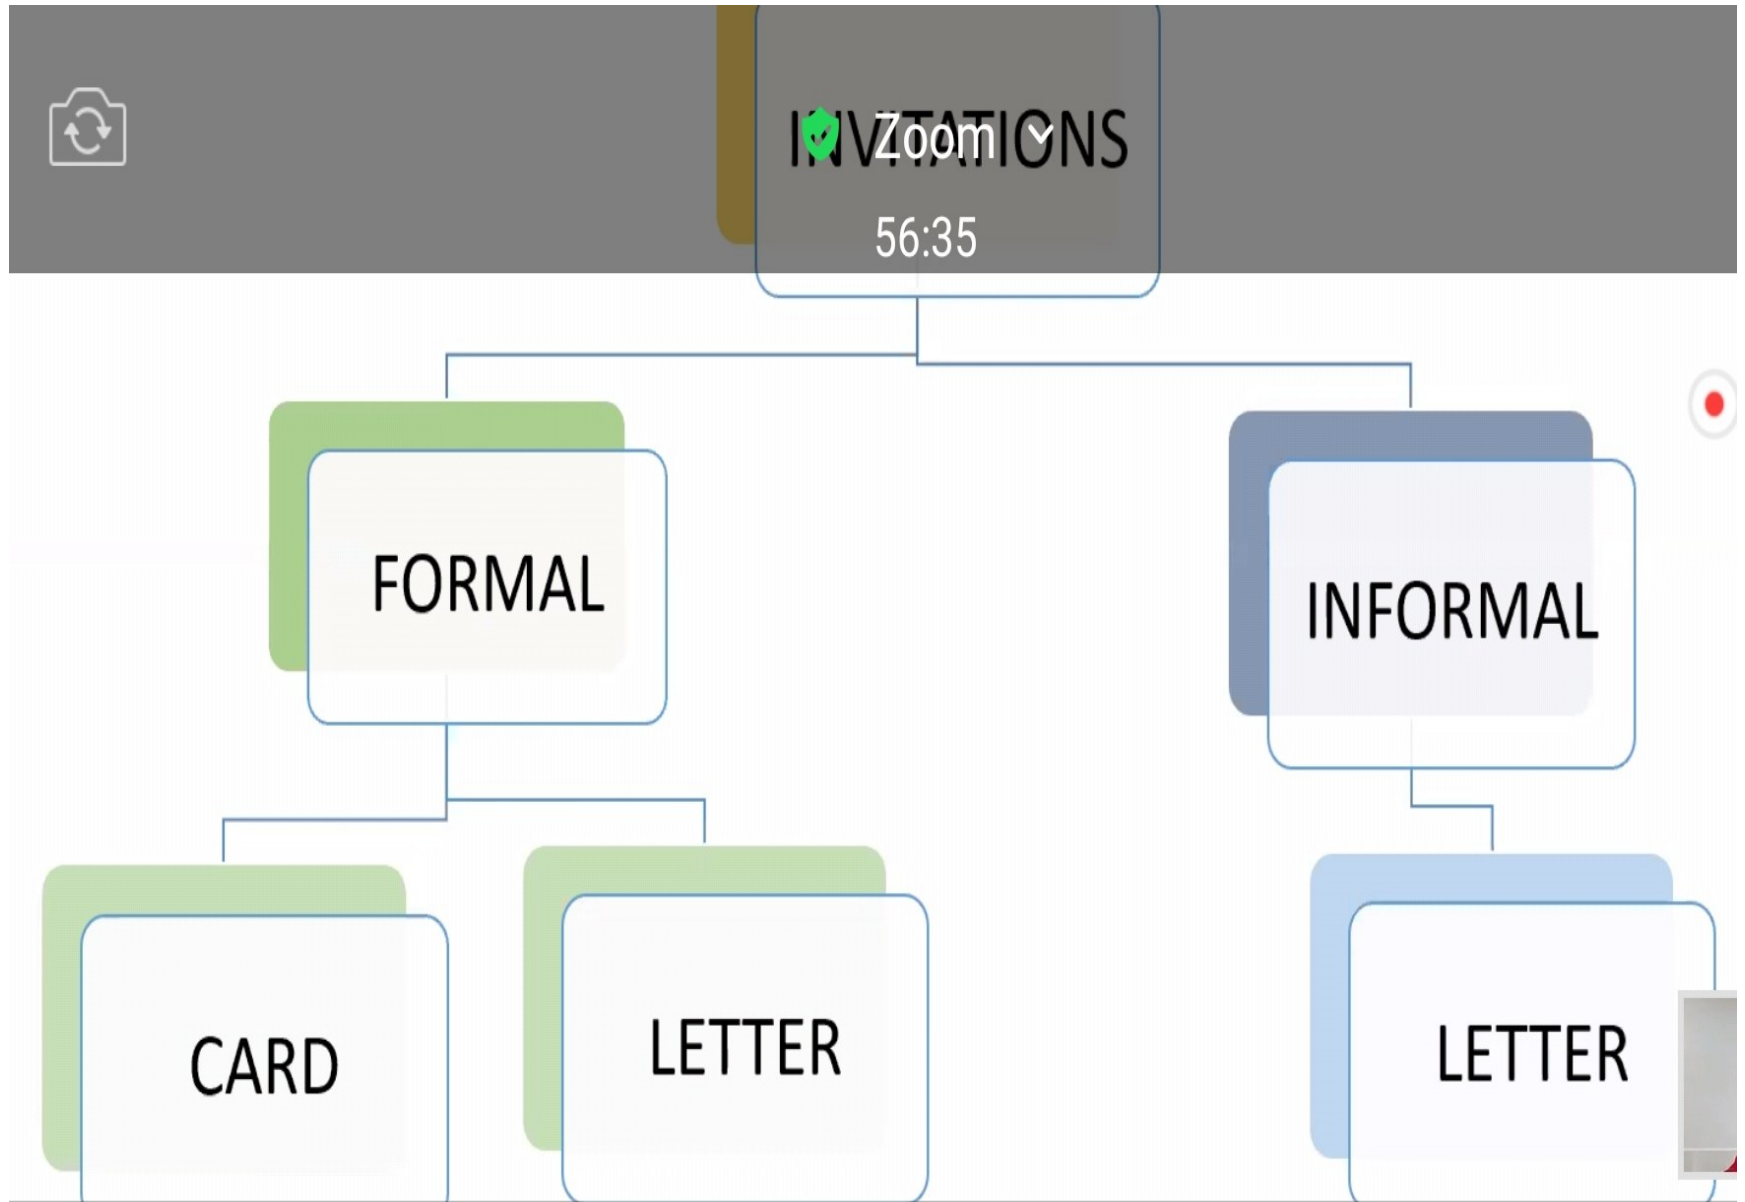 INVITATIONS
Zoom
56:35
FORMAL
INFORMAL
CARD
LETTER
LETTER